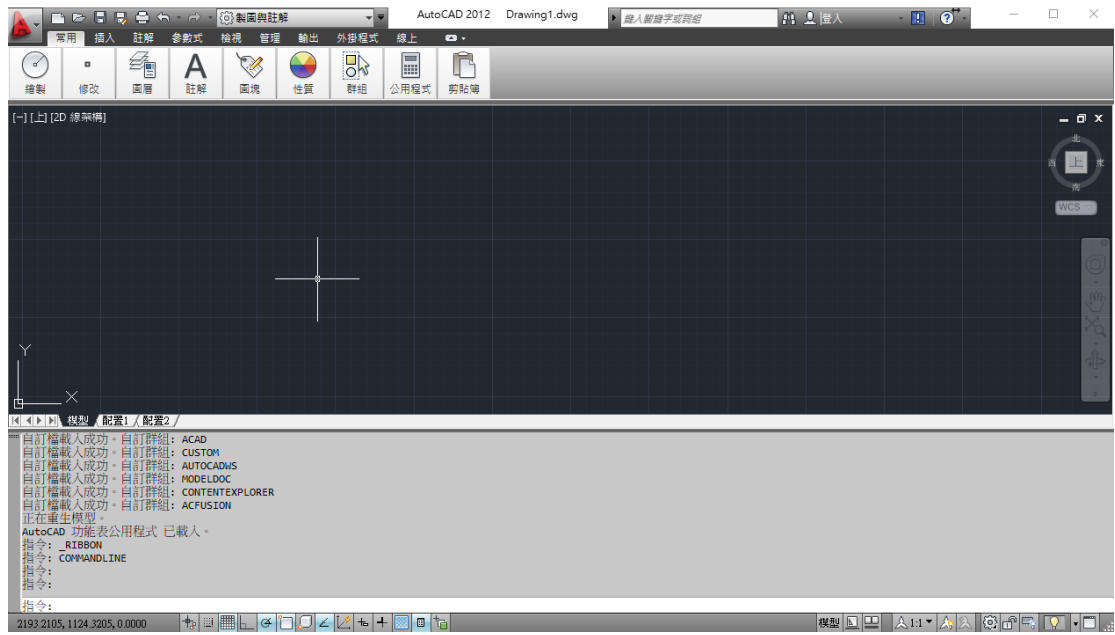 製圖與註解
AutoCAD 2012 Drawing1.dwg
鍵入關鍵字或詞組
登入
常用 插入 註解 參數式 檢視 管理 輸出 外掛程式 線上
A
繪製 修改 圖層 註解 圖塊 性質 群組 公用程式 剪貼簿
[−] [上] [2D 線架構]
北
西 上 東
南
WCS
Y
X
模型 配置1 配置2
自訂檔載入成功。自訂群組: ACAD
自訂檔載入成功。自訂群組: CUSTOM
自訂檔載入成功。自訂群組: AUTOCADWS
自訂檔載入成功。自訂群組: MODELDOC
自訂檔載入成功。自訂群組: CONTENTEXPLORER
自訂檔載入成功。自訂群組: ACFUSION
正在重生模型。
AutoCAD 功能表公用程式 已載入。
指令: _RIBBON
指令: COMMANDLINE
指令:
指令:
指令:
2193.2105, 1124.3205, 0.0000
模型 1:1